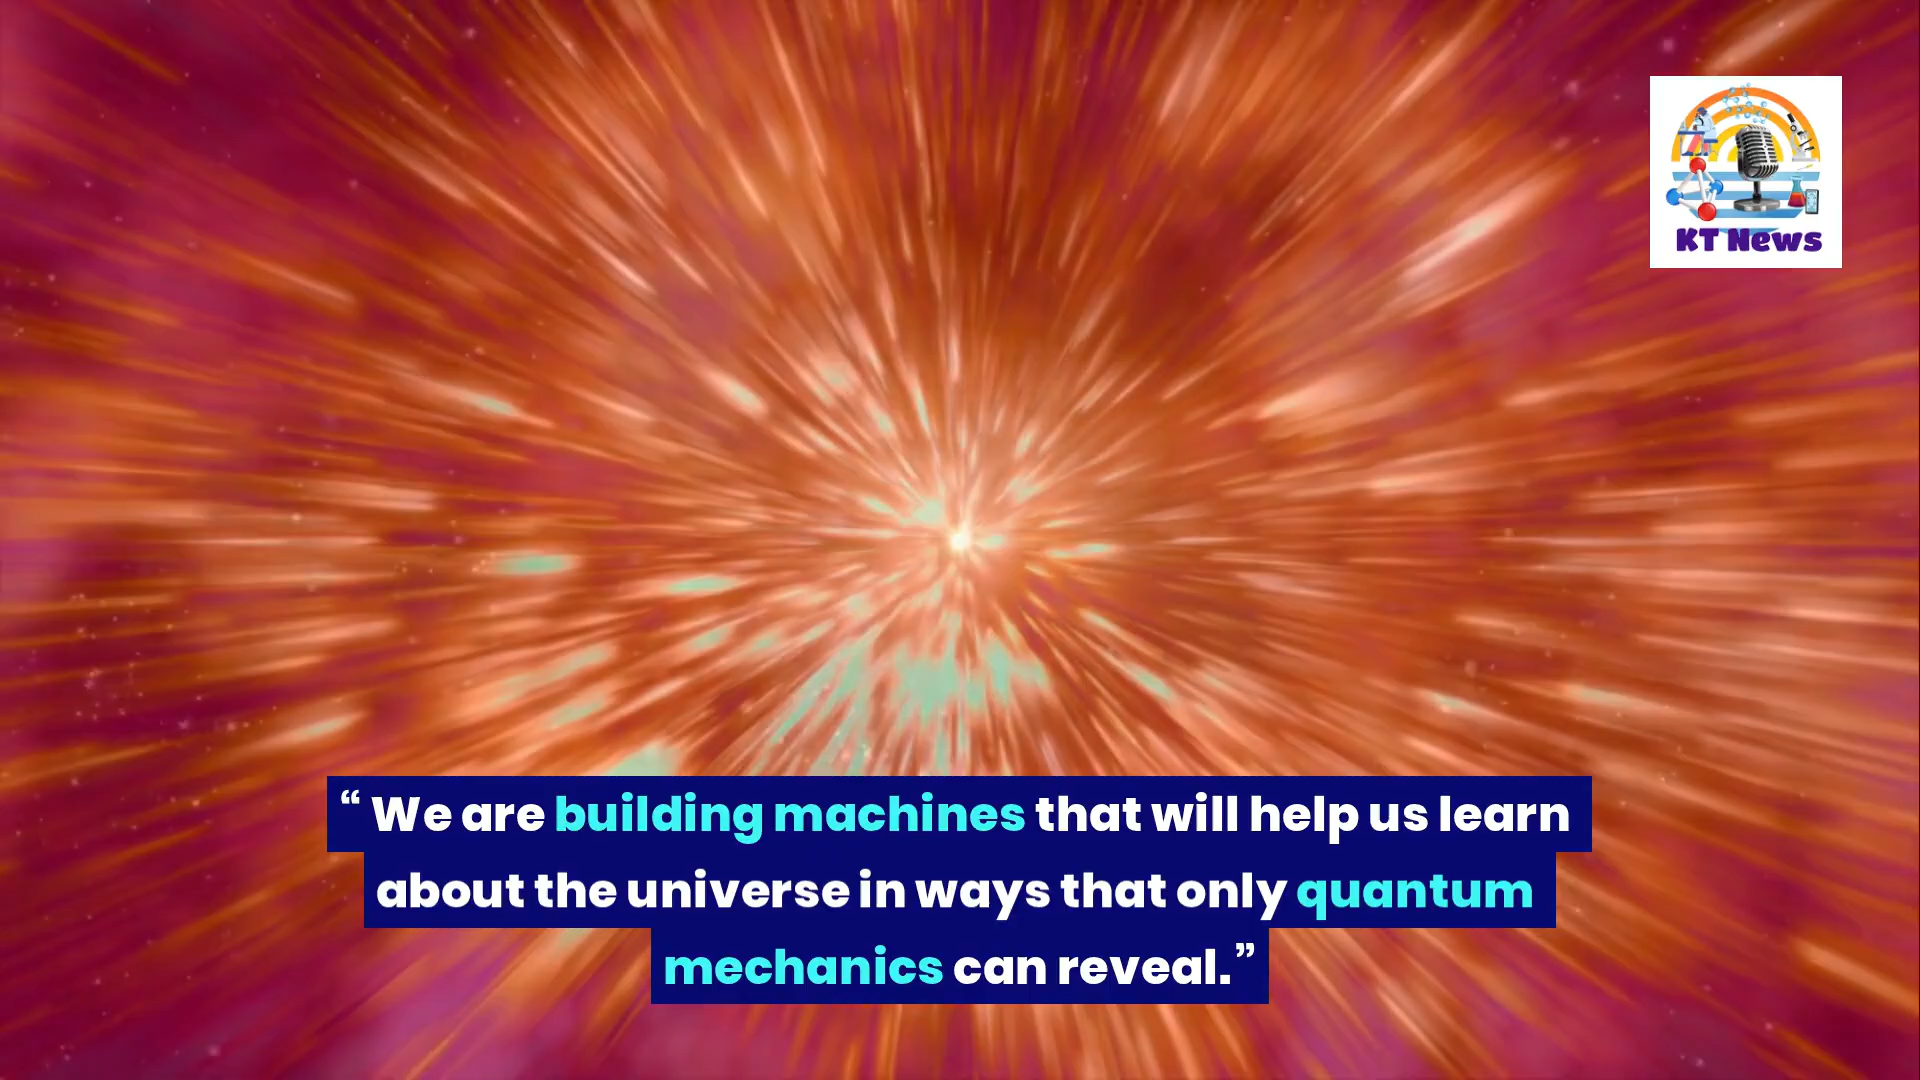 KT News
“ We are building machines that will help us learn
about the universe in ways that only quantum
mechanics can reveal.”